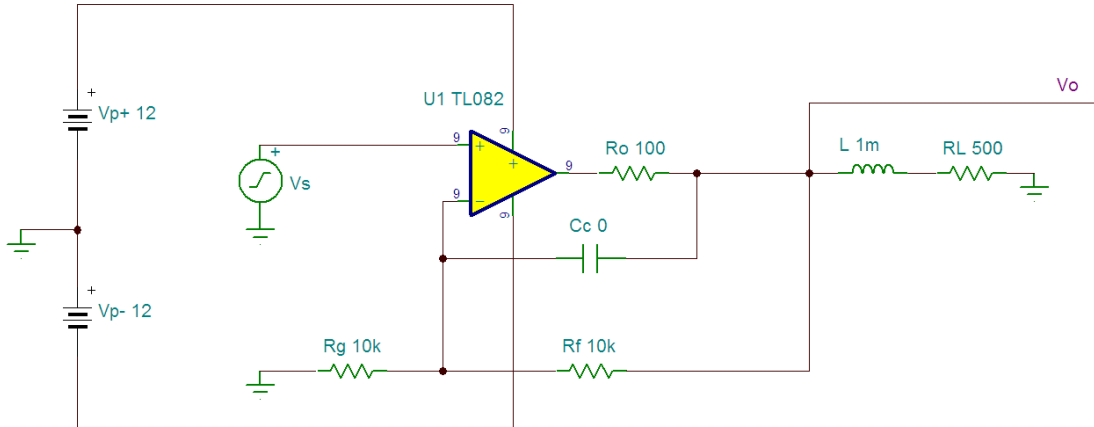 Vo
U1 TL082
Vp+ 12
+
9
9
+
+
9
Ro 100
L 1m
RL 500
+
Vs
9
−
9
Cc 0
+
Vp- 12
Rg 10k
Rf 10k